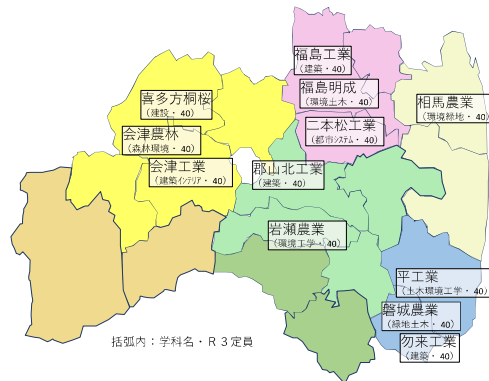 福島工業
（建築・40）
福島明成
（環境土木・40）
二本松工業
（都市システム・40）
相馬農業
（環境緑地・40）
喜多方桐桜
（建設・40）
会津農林
（森林環境・40）
会津工業
（建築インテリア・40）
郡山北工業
（建築・40）
岩瀬農業
（環境工学・40）
平工業
（土木環境工学・40）
磐城農業
（緑地土木・40）
勿来工業
（建築・40）
括弧内：学科名・Ｒ３定員